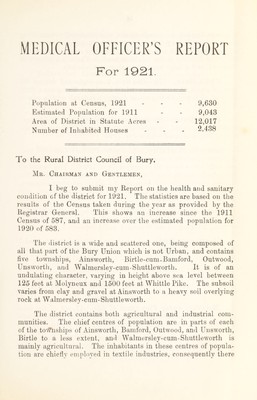 MEDICAL OFFICER'S REPORT
For 1921.
Population at Census, 1921 - - - 9,630
Estimated Population for 1911 - - 9,043
Area of District in Statute Acres - - 12,017
Number of Inhabited Houses - - - 2,438
To the Rural District Council of Bury.
MR. CHAIRMAN AND GENTLEMEN,
I beg to submit my Report on the health and sanitary
condition of the district for 1921. The statistics are based on the
results of the Census taken during the year as provided by the
Registrar General. This shows an increase since the 1911
Census of 587, and an increase over the estimated population for
1920 of 583.
The district is a wide and scattered one, being composed of
all that part of the Bury Union which is not Urban, and contains
five townships, Ainsworth, Birtle-cum-Bamford, Outwood,
Unsworth, and Walmersley-cum-Shuttleworth. It is of an
undulating character, varying in height above sea level between
125 feet at Molyneux and 1500 feet at Whittle Pike. The subsoil
varies from clay and gravel at Ainsworth to a heavy soil overlying
rock at Walmersley-cum-Shuttleworth.
The district contains both agricultural and industrial com-
munities. The chief centres of population are in parts of each
of the townships of Ainsworth, Bamford, Outwood, and Unsworth,
Birtle to a less extent, and Walmersley-cum-Shuttleworth is
mainly agricultural. The inhabitants in these centres of popula-
tion are chiefly employed in textile industries, consequently there